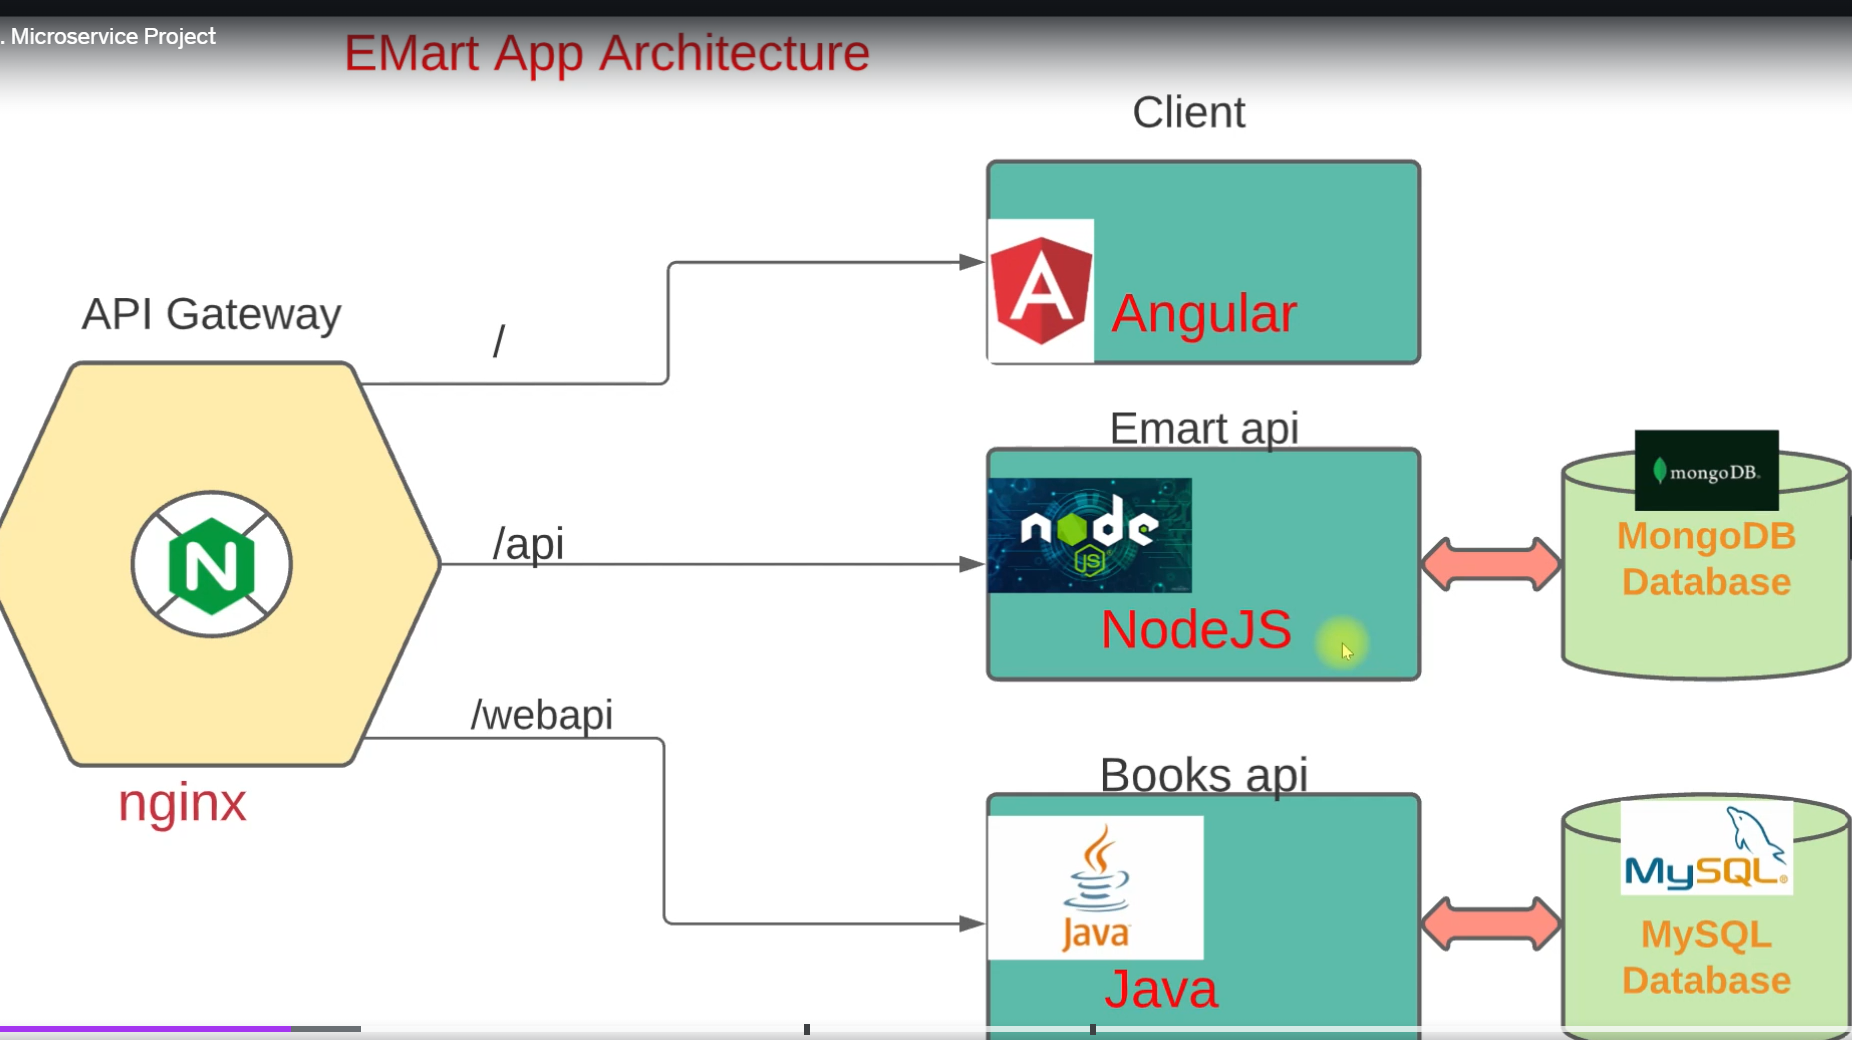 . Microservice Project
EMart App Architecture
Client
Angular
API Gateway
/
Emart api
node
JS
NodeJS
mongoDB
MongoDB
Database
/api
/webapi
nginx
Books api
Java
Java
MySQL
MySQL
Database